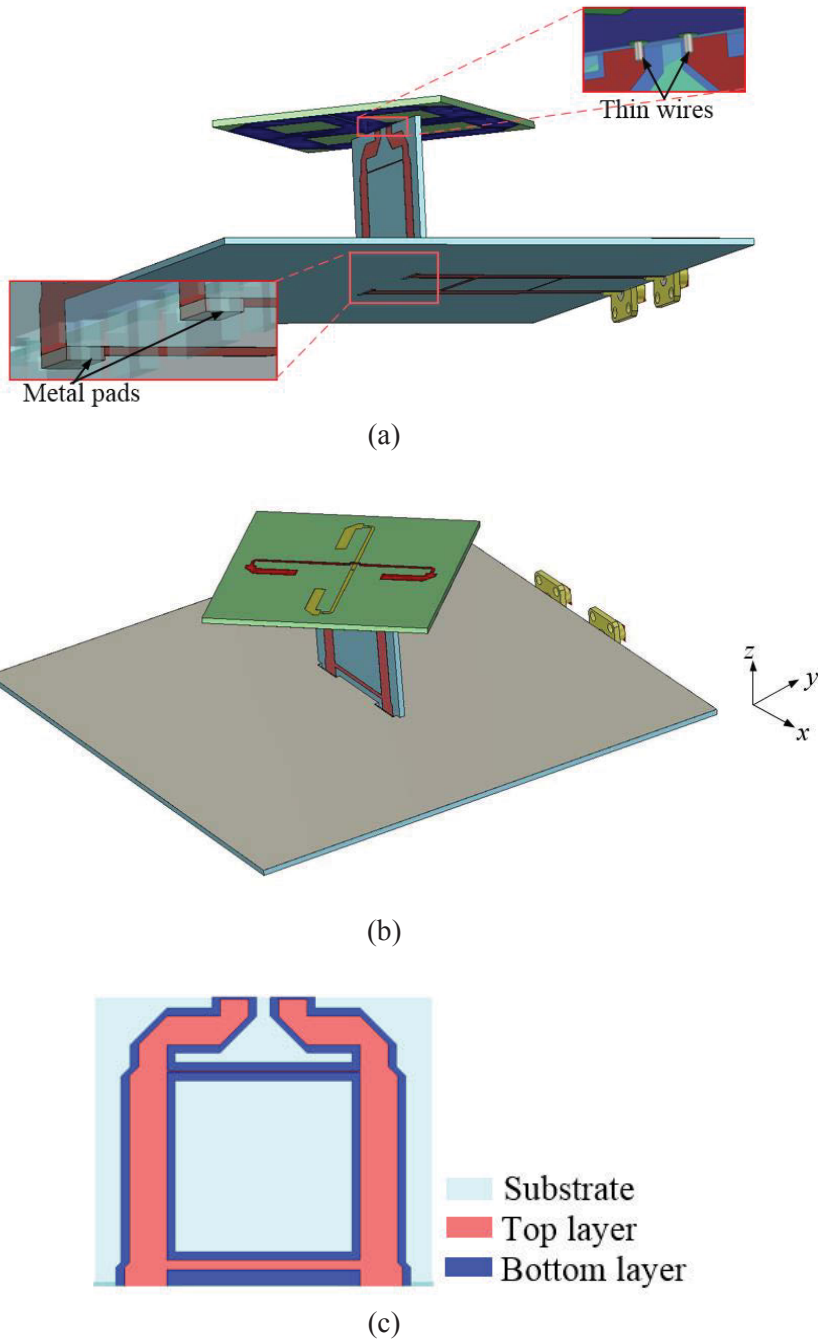 Thin wires
Metal pads
(a)
z
y
x
(b)
Substrate
Top layer
Bottom layer
(c)